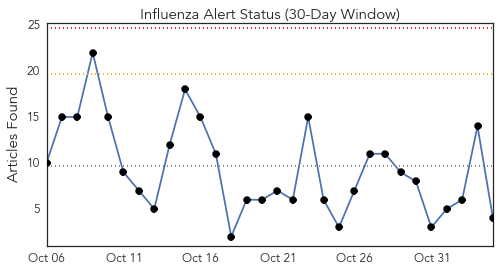 Influenza Alert Status (30-Day Window)
25
20
15
10
5
Articles Found
Oct 06 Oct 11 Oct 16 Oct 21 Oct 26 Oct 31